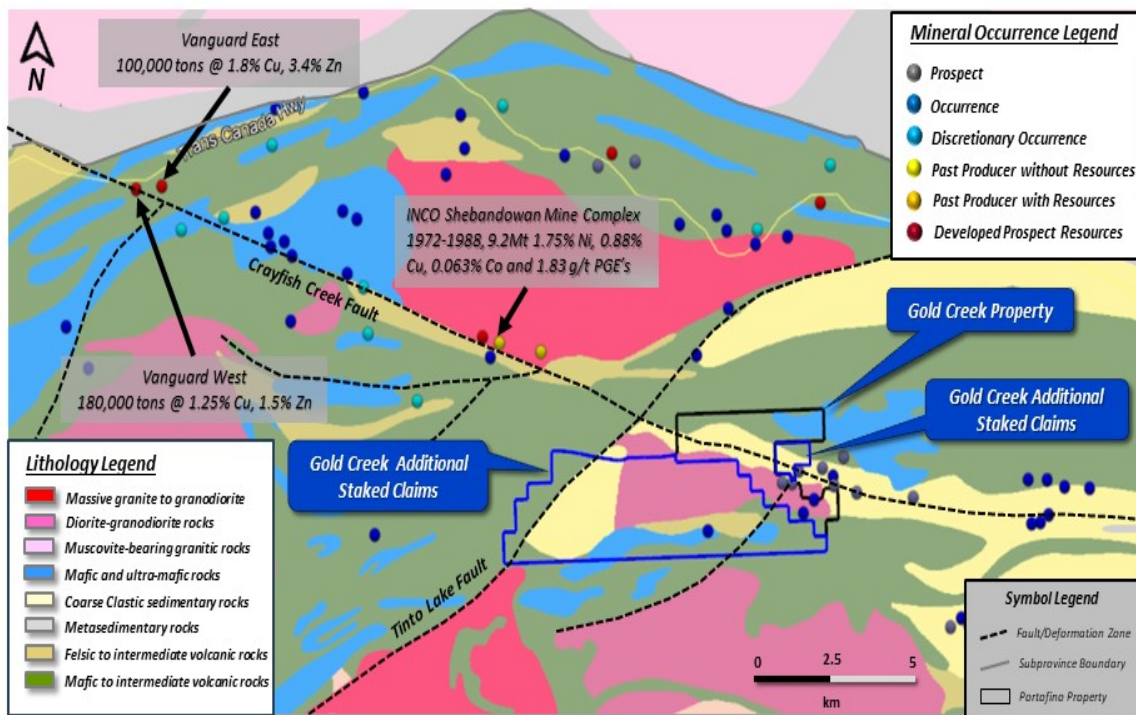 Vanguard East
100,000 tons @ 1.8% Cu, 3.4% Zn
N
Trans Canada Hwy
Mineral Occurrence Legend
Prospect
Occurrence
Discretionary Occurrence
Past Producer without Resources
Past Producer with Resources
Developed Prospect Resources
INCO Shebandowan Mine Complex
1972-1988, 9.2Mt 1.75% Ni, 0.88%
Cu, 0.063% Co and 1.83 g/t PGE's
Crayfish Creek Fault
Gold Creek Property
Vanguard West
180,000 tons @ 1.25% Cu, 1.5% Zn
Gold Creek Additional
Staked Claims
Gold Creek Additional
Staked Claims
Lithology Legend
Massive granite to granodiorite
Diorite-granodiorite rocks
Muscovite-bearing granitic rocks
Mafic and ultra-mafic rocks
Coarse Clastic sedimentary rocks
Metasedimentary rocks
Felsic to intermediate volcanic rocks
Mafic to intermediate volcanic rocks
Tinto Lake Fault
0 2.5 5
km
Symbol Legend
Fault/Deformation Zone
Subprovince Boundary
Portofino Property